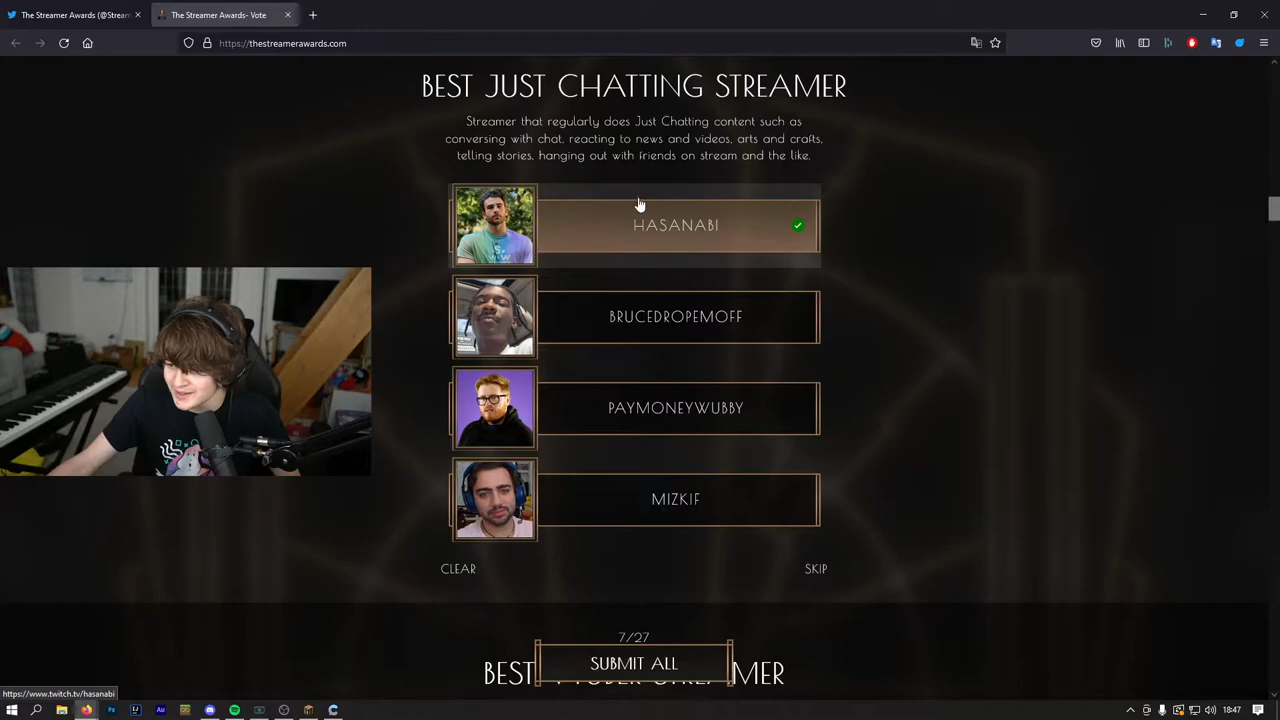 The Streamer Awards (@Stream
The Streamer Awards- Vote
https://thestreamerawards.com
BEST JUST CHATTING STREAMER
Streamer that regularly does Just Chatting content such as
conversing with chat, reacting to news and videos, arts and crafts,
telling stories, hanging out with friends on stream and the like.
HASANABI
BRUCEDROPEMOFF
PAYMONEYWUBBY
MIZKIF
CLEAR
SKIP
7/27
SUBMIT ALL
BEST
https://www.twitch.tv/hasanabi
18:47